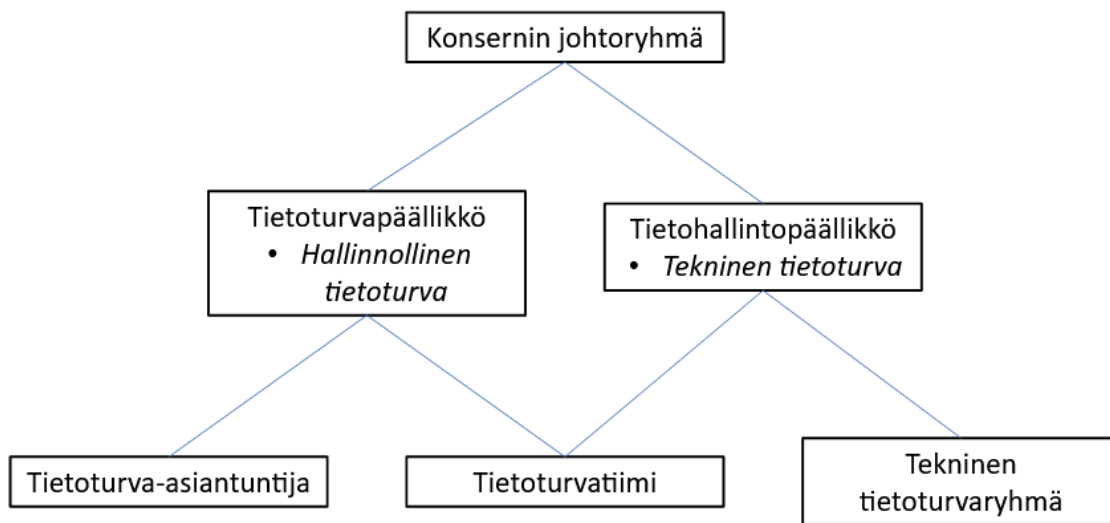 Konsernin johtoryhmä
Tietoturvapäällikkö
• Hallinnollinen
tietoturva
Tietohallintopäällikkö
• Tekninen tietoturva
Tietoturva-asiantuntija
Tietoturvatiimi
Tekninen
tietoturvaryhmä